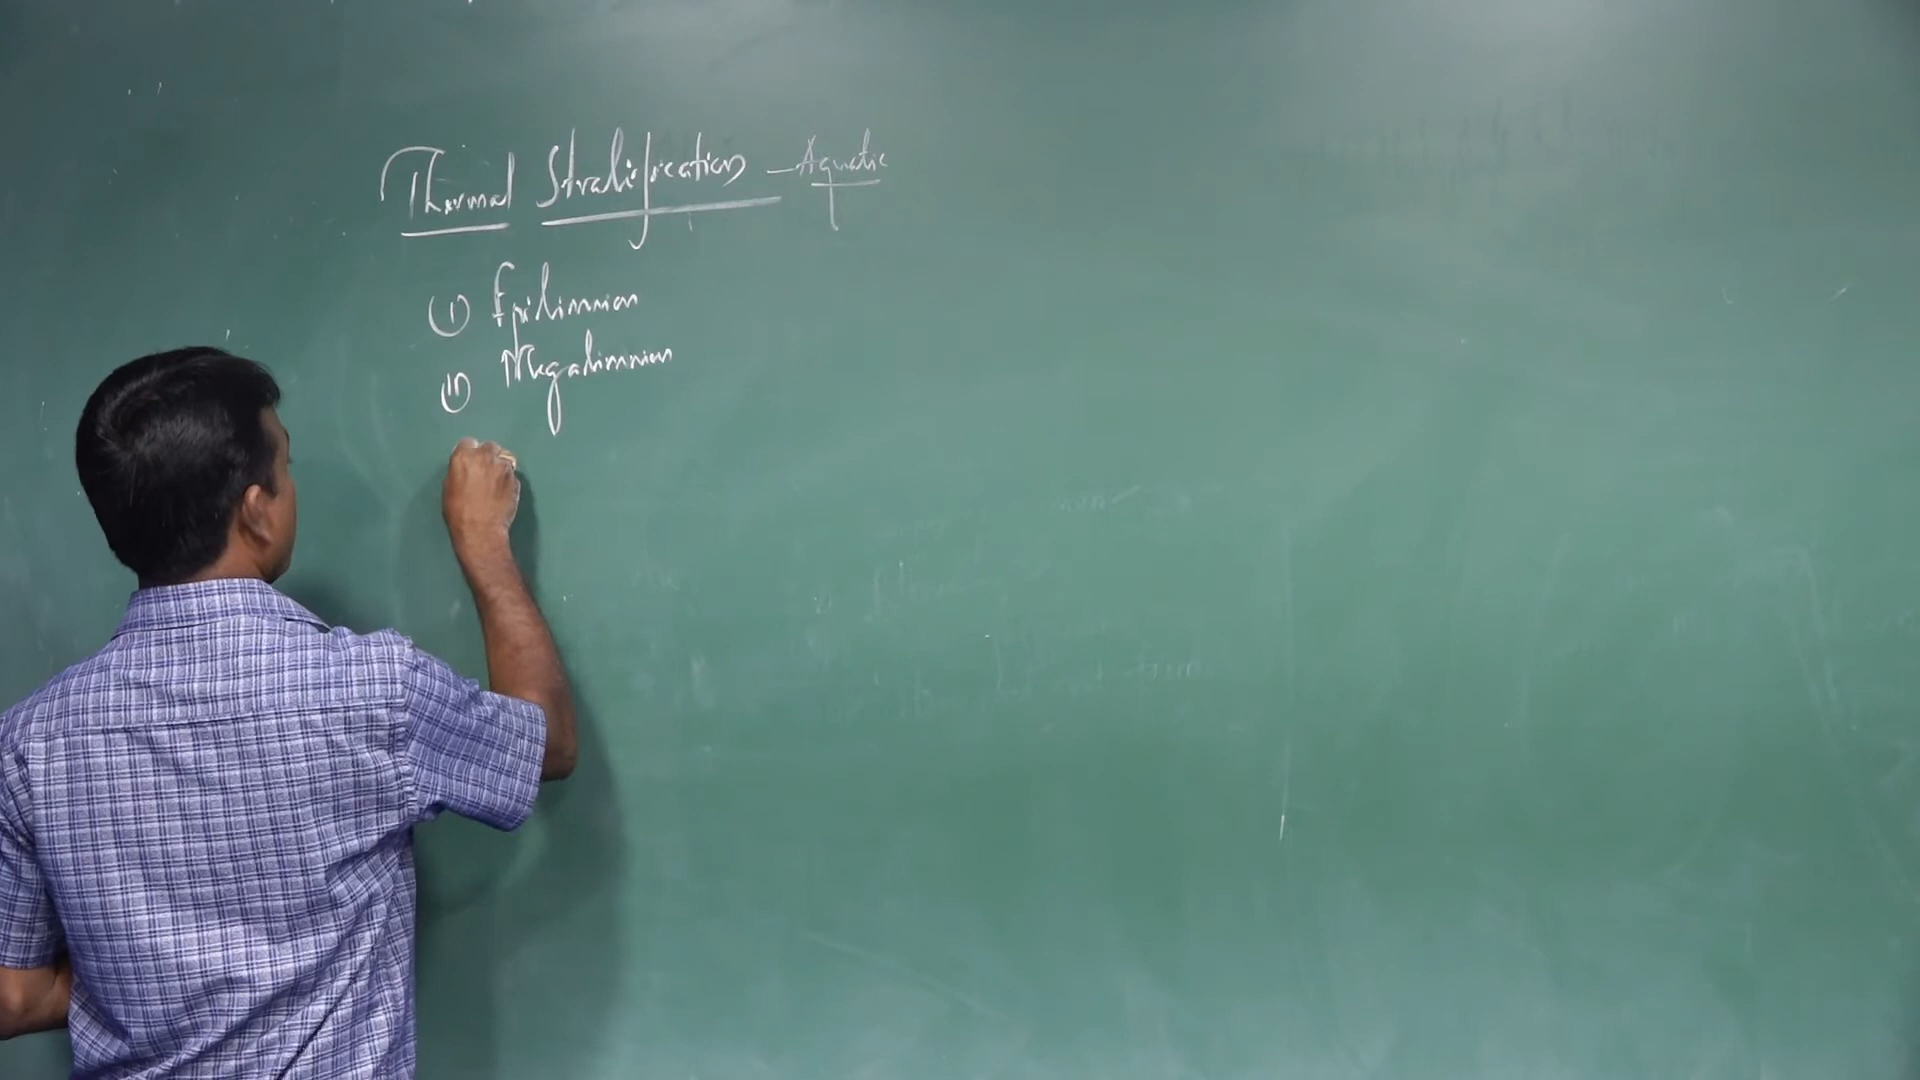 Thermal Stratification - Aquatic
(I) Epilimnion
(II) Megalimnion